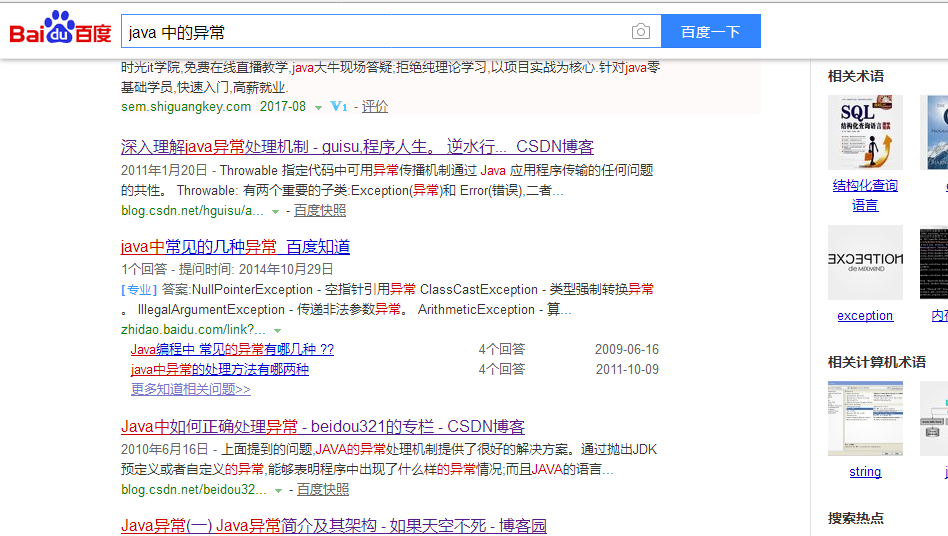 Bai du 百度
java 中的异常
百度一下
时光it学院,免费在线直播教学,java大牛现场答疑;拒绝纯理论学习,以项目实战为核心.针对java零
基础学员,快速入门,高薪就业.
sem.shiguangkey.com 2017-08 V1 - 评价
深入理解java异常处理机制 - guisu,程序人生。 逆水行... CSDN博客
2011年1月20日 - Throwable 指定代码中可用异常传播机制通过 Java 应用程序传输的任何问题
的共性。 Throwable: 有两个重要的子类:Exception(异常)和 Error(错误),二者...
blog.csdn.net/hguisu/a... - 百度快照
java中常见的几种异常_百度知道
1个回答 - 提问时间: 2014年10月29日
[专业] 答案:NullPointerException - 空指针引用异常 ClassCastException - 类型强制转换异常
。 IllegalArgumentException - 传递非法参数异常。 ArithmeticException - 算...
zhidao.baidu.com/link?...
Java编程中 常见的异常有哪几种 ?? 4个回答 2009-06-16
java中异常的处理方法有哪两种 4个回答 2011-10-09
更多知道相关问题>>
Java中如何正确处理异常 - beidou321的专栏 - CSDN博客
2010年6月16日 - 上面提到的问题,JAVA的异常处理机制提供了很好的解决方案。通过抛出JDK
预定义或者自定义的异常,能够表明程序中出现了什么样的异常情况;而且JAVA的语言...
blog.csdn.net/beidou32... - 百度快照
Java异常(一) Java异常简介及其架构 - 如果天空不死 - 博客园
相关术语
SQL
结构化查询语言
结构化查询
语言
EXCEPTION
de MIXMIND
exception
内存
相关计算机术语
string
搜索热点